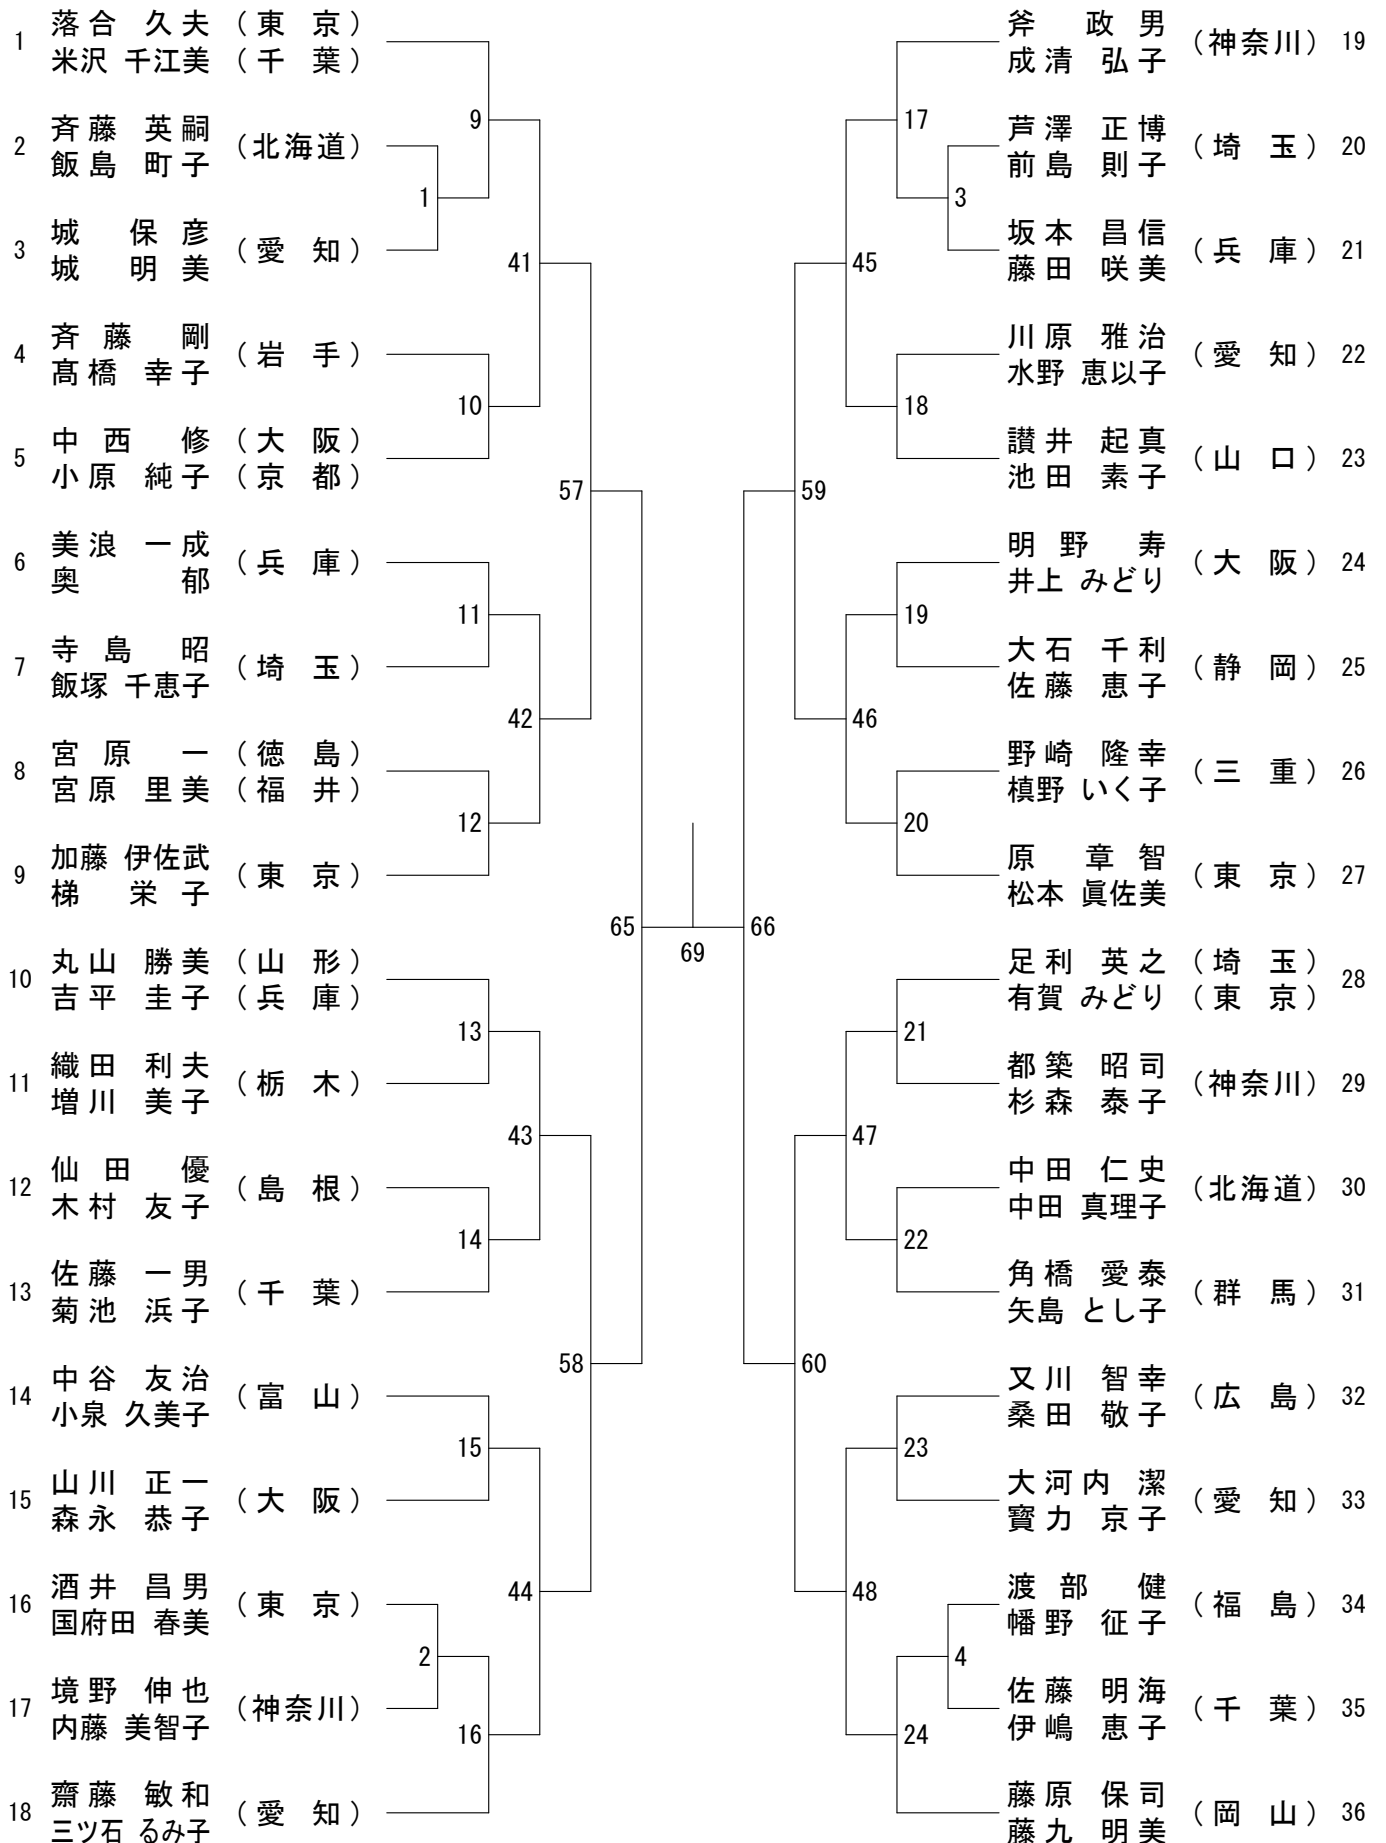 1 落合 久夫 (東 京)
米沢 千江美 (千 葉)
2 斉藤 英嗣 (北海道)
飯島 町子
3 城 保彦 (愛 知)
城 明美
4 斉藤 剛 (岩 手)
髙橋 幸子
5 中西 修 (大 阪)
小原 純子 (京 都)
6 美浪 一成 (兵 庫)
奥 郁
7 寺島 昭 (埼 玉)
飯塚 千恵子
8 宮原 一 (徳 島)
宮原 里美 (福 井)
9 加藤 伊佐武 (東 京)
梯 栄子
10 丸山 勝美 (山 形)
吉平 圭子 (兵 庫)
11 織田 利夫 (栃 木)
増川 美子
12 仙田 優 (島 根)
木村 友子
13 佐藤 一男 (千 葉)
菊池 浜子
14 中谷 友治 (富 山)
小泉 久美子
15 山川 正一 (大 阪)
森永 恭子
16 酒井 昌男 (東 京)
国府田 春美
17 境野 伸也 (神奈川)
内藤 美智子
18 齋藤 敏和 (愛 知)
三ツ石 るみ子
1
2
9
10
11
12
13
14
15
16
41
42
43
44
57
58
65
69
66
59
60
45
46
47
48
17
18
19
20
21
22
23
24
3
4
斧 政男 (神奈川) 19
成清 弘子
芦澤 正博 (埼 玉) 20
前島 則子
坂本 昌信 (兵 庫) 21
藤田 咲美
川原 雅治 (愛 知) 22
水野 恵以子
讃井 起真 (山 口) 23
池田 素子
明野 寿 (大 阪) 24
井上 みどり
大石 千利 (静 岡) 25
佐藤 恵子
野崎 隆幸 (三 重) 26
槙野 いく子
原 章智 (東 京) 27
松本 眞佐美
足利 英之 (埼 玉) 28
有賀 みどり (東 京)
都築 昭司 (神奈川) 29
杉森 泰子
中田 仁史 (北海道) 30
中田 真理子
角橋 愛泰 (群 馬) 31
矢島 とし子
又川 智幸 (広 島) 32
桑田 敬子
大河内 潔 (愛 知) 33
寳力 京子
渡部 健 (福 島) 34
幡野 征子
佐藤 明海 (千 葉) 35
伊嶋 恵子
藤原 保司 (岡 山) 36
藤九 明美